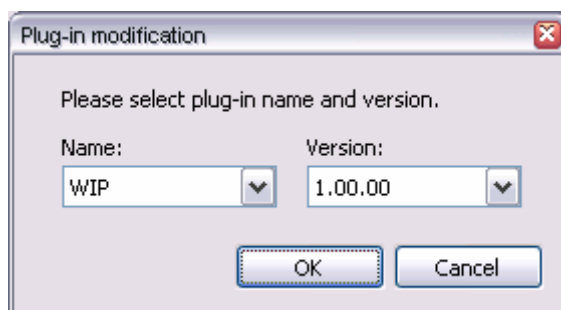 Plug-in modification
Please select plug-in name and version.
Name: Version:
WIP 1.00.00
OK Cancel